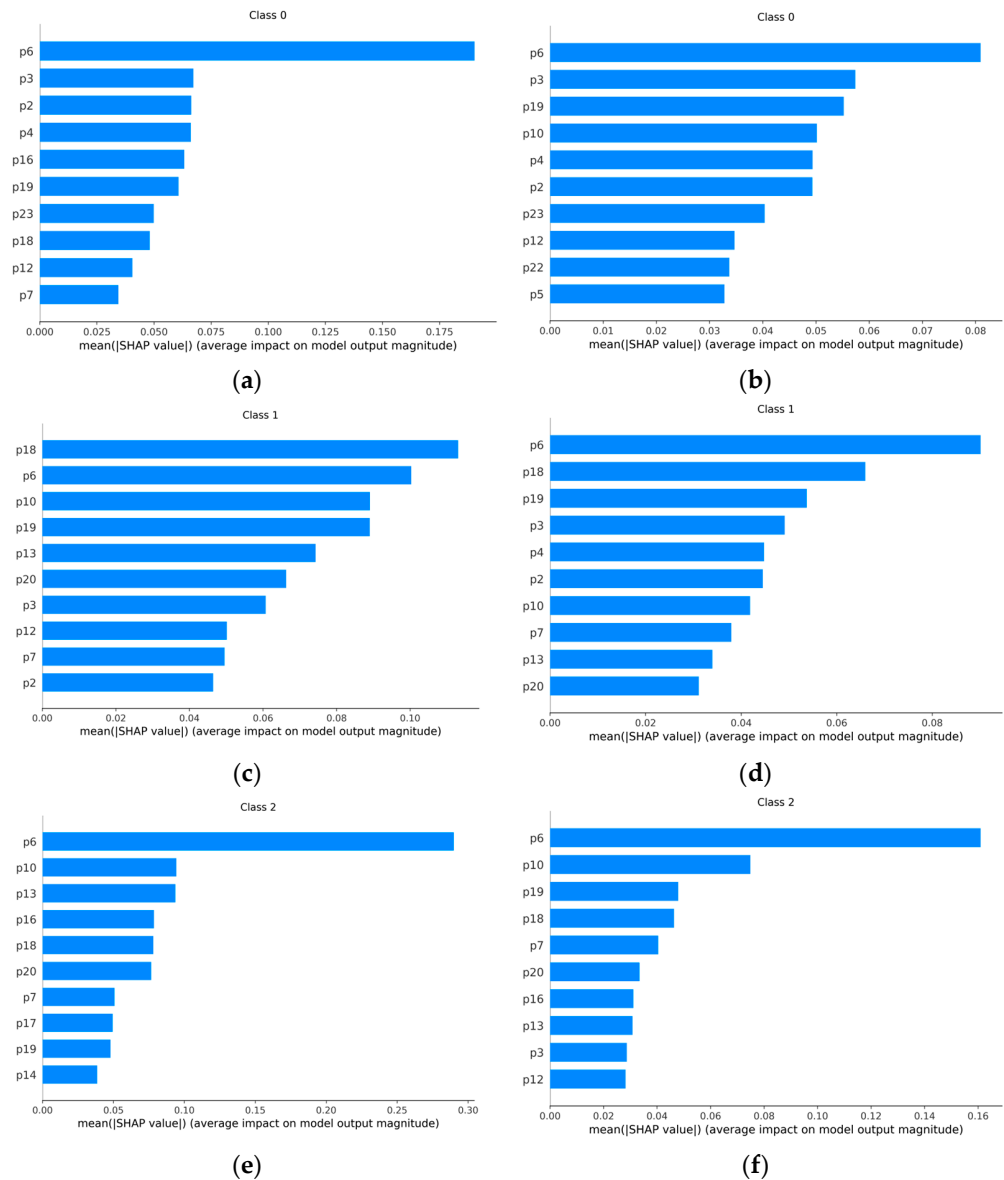 Class 0
p6
p3
p2
p4
p16
p19
p23
p18
p12
p7
0.000 0.025 0.050 0.075 0.100 0.125 0.150 0.175
mean(|SHAP value|) (average impact on model output magnitude)
(a)
Class 0
p6
p3
p19
p10
p4
p2
p23
p12
p22
p5
0.00 0.01 0.02 0.03 0.04 0.05 0.06 0.07 0.08
mean(|SHAP value|) (average impact on model output magnitude)
(b)
Class 1
p18
p6
p10
p19
p13
p20
p3
p12
p7
p2
0.00 0.02 0.04 0.06 0.08 0.10
mean(|SHAP value|) (average impact on model output magnitude)
(c)
Class 1
p6
p18
p19
p3
p4
p2
p10
p7
p13
p20
0.00 0.02 0.04 0.06 0.08
mean(|SHAP value|) (average impact on model output magnitude)
(d)
Class 2
p6
p10
p13
p16
p18
p20
p7
p17
p19
p14
0.00 0.05 0.10 0.15 0.20 0.25 0.30
mean(|SHAP value|) (average impact on model output magnitude)
(e)
Class 2
p6
p10
p19
p18
p7
p20
p16
p13
p3
p12
0.00 0.02 0.04 0.06 0.08 0.10 0.12 0.14 0.16
mean(|SHAP value|) (average impact on model output magnitude)
(f)